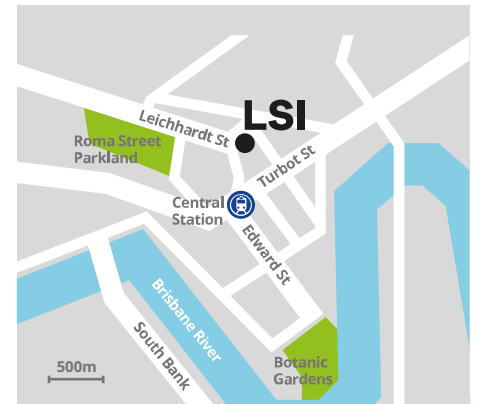 LSI
Leichhardt St
Roma Street
Parkland
Turbot St
Central
Station
Edward St
Brisbane River
South Bank
Botanic
Gardens
500m